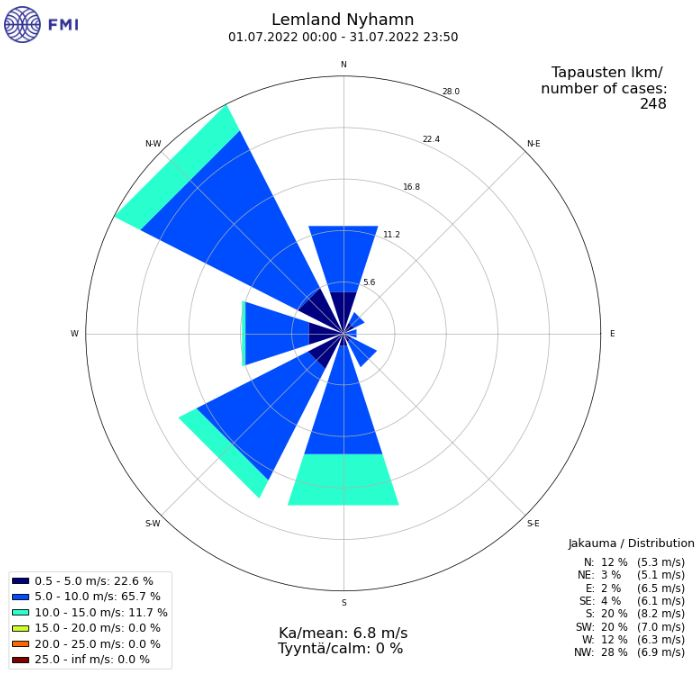 FMI
Lemland Nyhamn
01.07.2022 00:00 - 31.07.2022 23:50
Tapausten lkm/
number of cases:
248
N
28.0
N-E
22.4
N-W
16.8
11.2
5.6
W
E
S-W
S-E
S
0.5 - 5.0 m/s: 22.6 %
5.0 - 10.0 m/s: 65.7 %
10.0 - 15.0 m/s: 11.7 %
15.0 - 20.0 m/s: 0.0 %
20.0 - 25.0 m/s: 0.0 %
25.0 - inf m/s: 0.0 %
Ka/mean: 6.8 m/s
Tyyntä/calm: 0 %
Jakauma / Distribution
N: 12 % (5.3 m/s)
NE: 3 % (5.1 m/s)
E: 2 % (6.5 m/s)
SE: 4 % (6.1 m/s)
S: 20 % (8.2 m/s)
SW: 20 % (7.0 m/s)
W: 12 % (6.3 m/s)
NW: 28 % (6.9 m/s)